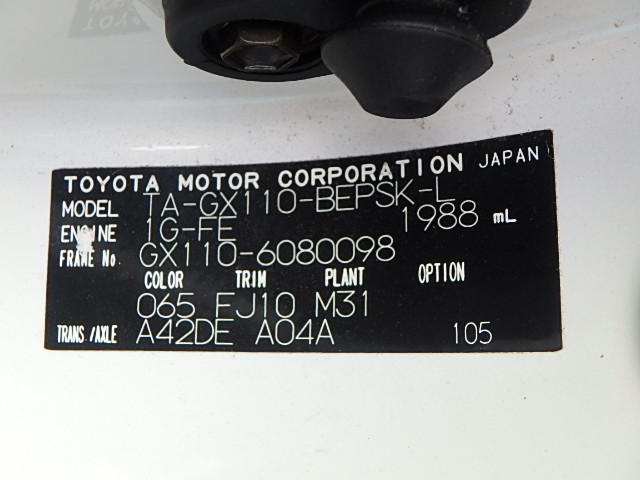 TOYOTA MOTOR CORPORATION JAPAN
MODEL TA-GX110-BEPSK-L
ENGINE 1G-FE 1988 mL
FRAME No. GX110-6080098
COLOR TRIM PLANT OPTION
065 FJ10 M31
TRANS./AXLE A42DE A04A 105